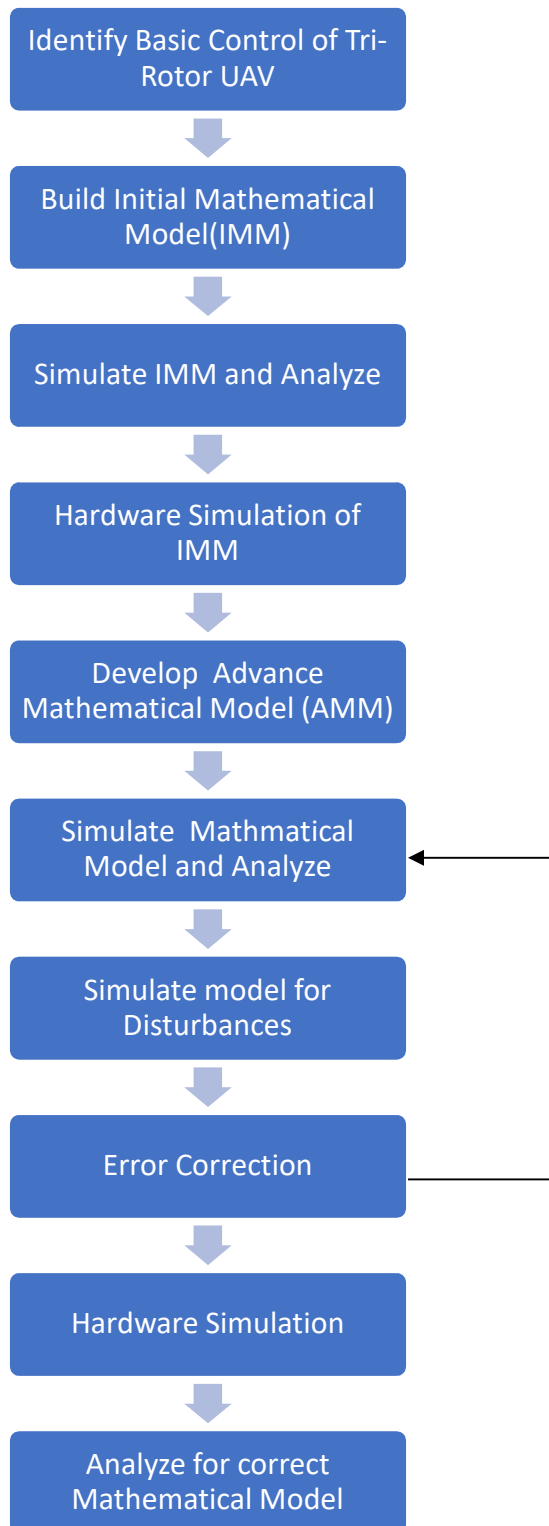 Identify Basic Control of Tri-
Rotor UAV
Build Initial Mathematical
Model(IMM)
Simulate IMM and Analyze
Hardware Simulation of
IMM
Develop  Advance
Mathematical Model (AMM)
Simulate  Mathmatical
Model and Analyze
Simulate model for
Disturbances
Error Correction
Hardware Simulation
Analyze for correct
Mathematical Model